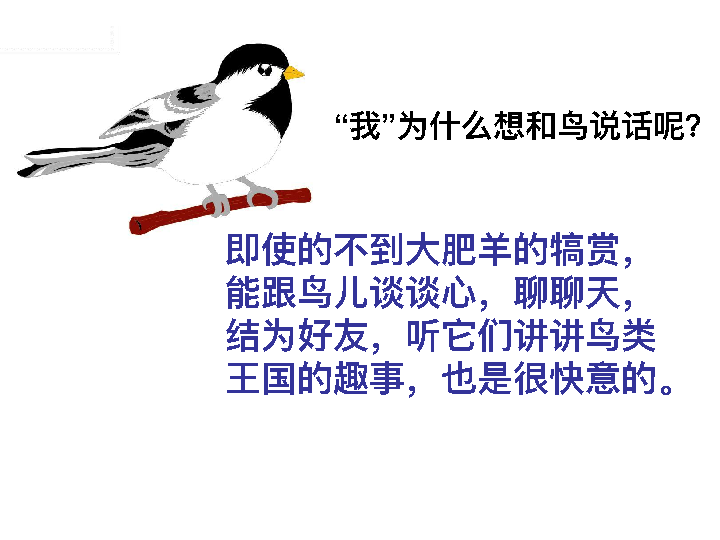 “我”为什么想和鸟说话呢？
即使的不到大肥羊的犒赏，
能跟鸟儿谈谈心，聊聊天，
结为好友，听它们讲讲鸟类
王国的趣事，也是很快意的。